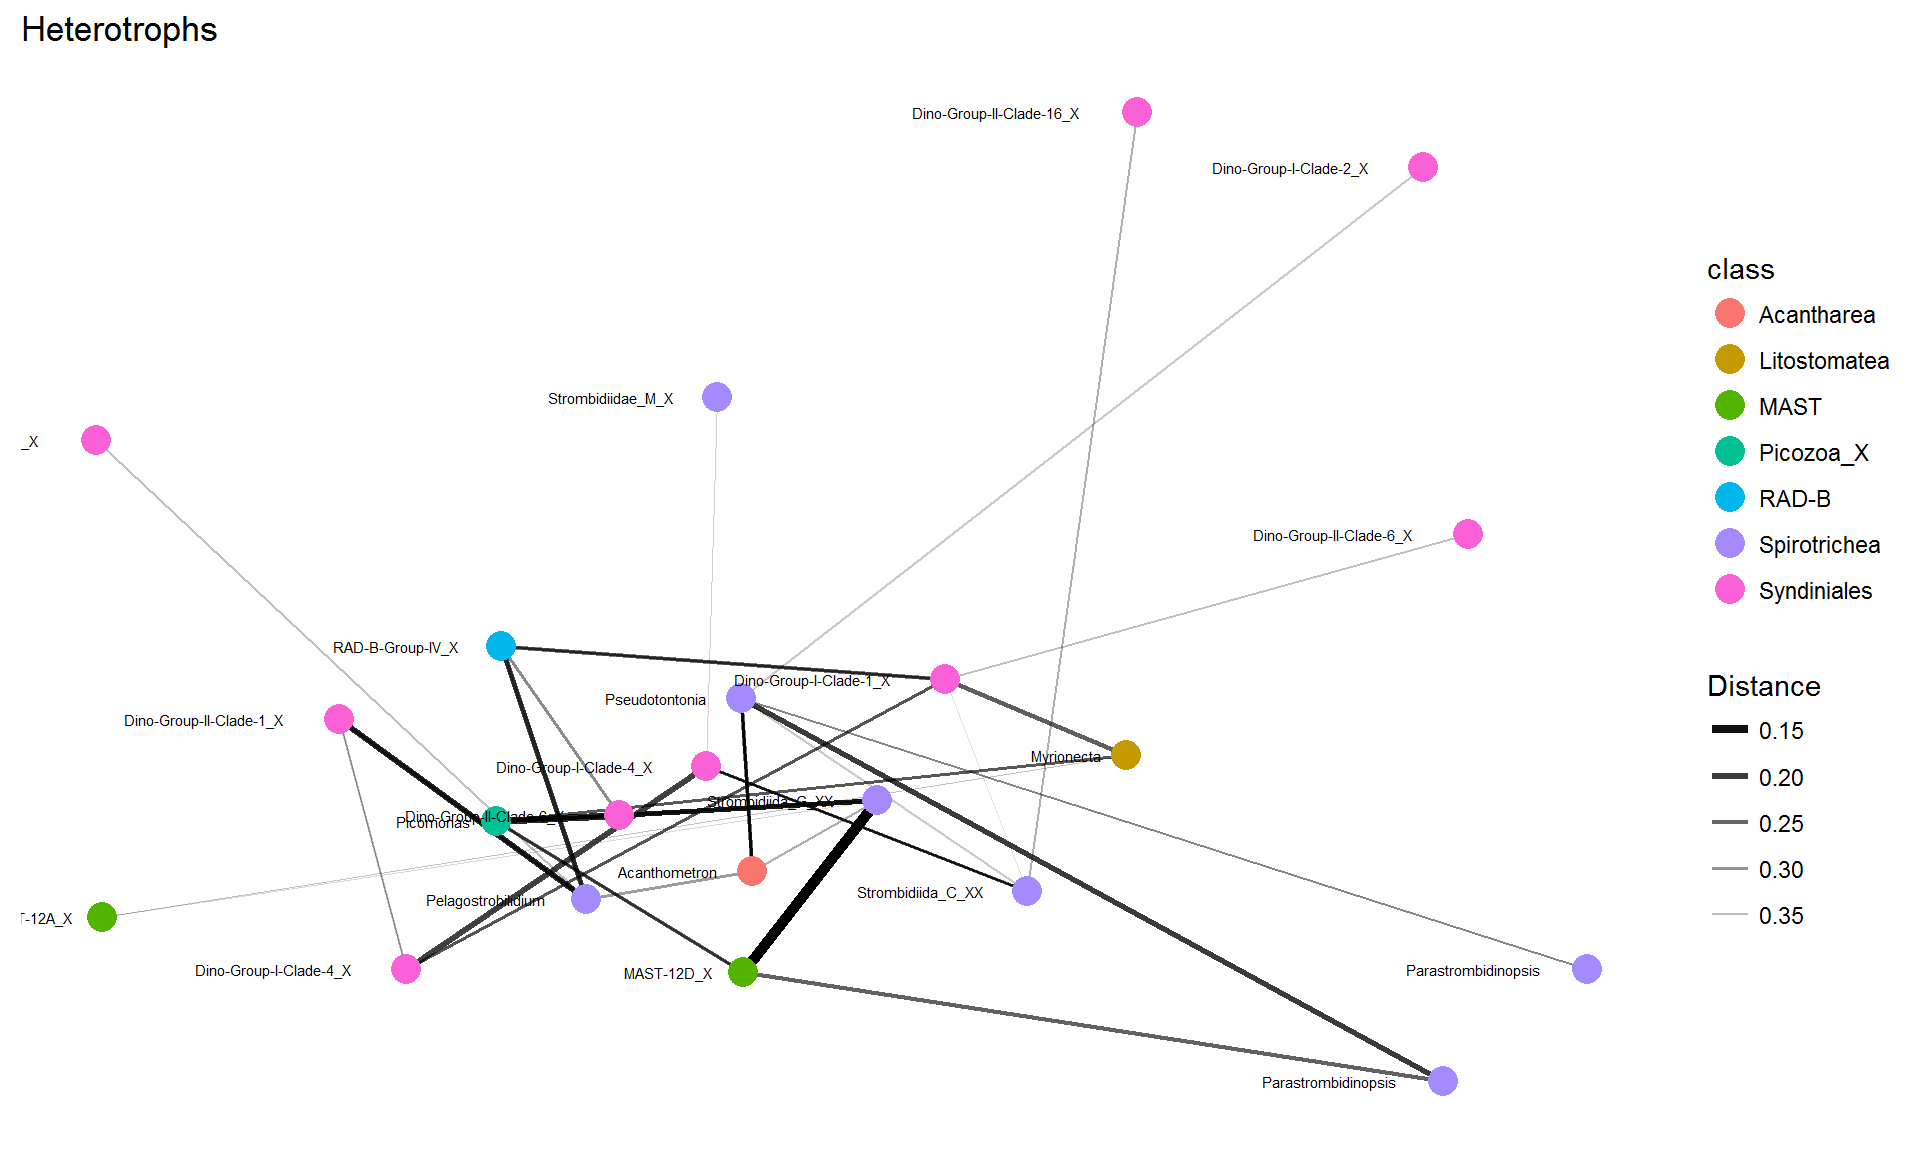 Heterotrophs
Dino-Group-II-Clade-16_X
Dino-Group-I-Clade-2_X
Strombidiidae_M_X
_X
Dino-Group-II-Clade-6_X
RAD-B-Group-IV_X
Dino-Group-I-Clade-1_X
Pseudotontonia
Dino-Group-II-Clade-1_X
Myrionecta
Dino-Group-I-Clade-4_X
Strombidiida_C_XX
Dino-Group-II-Clade-6_X
Picomonas
Acanthometron
Strombidiida_C_XX
Pelagostrobilidium
T-12A_X
Dino-Group-I-Clade-4_X
MAST-12D_X
Parastrombidinopsis
Parastrombidinopsis
class
Acantharea
Litostomatea
MAST
Picozoa_X
RAD-B
Spirotrichea
Syndiniales
Distance
0.15
0.20
0.25
0.30
0.35